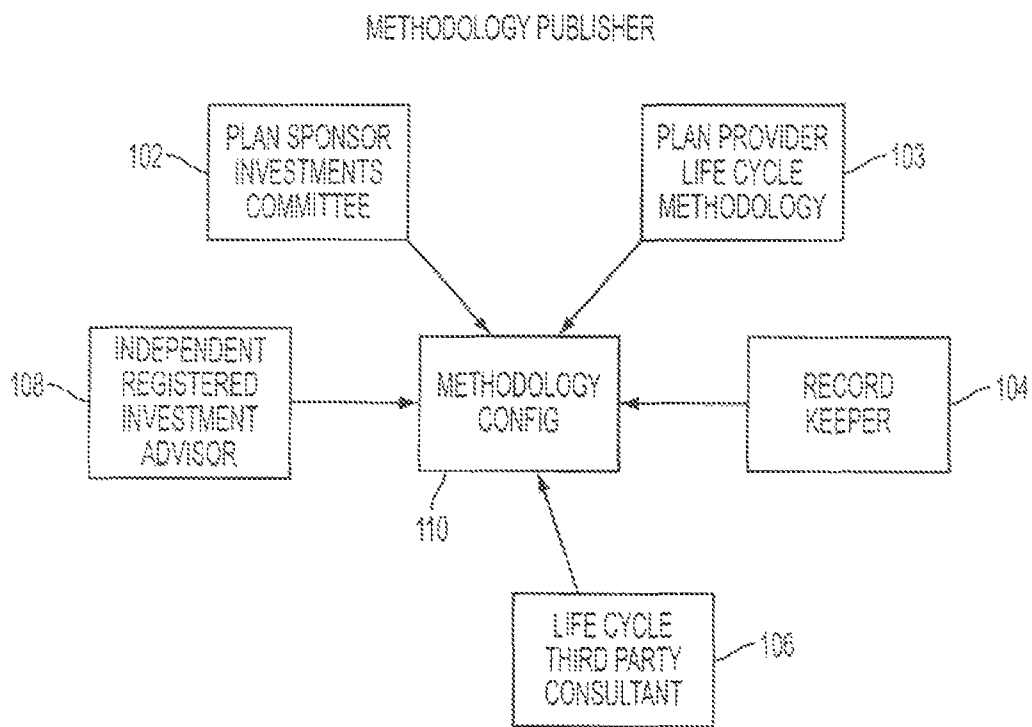 METHODOLOGY PUBLISHER
102
PLAN SPONSOR
INVESTMENTS
COMMITTEE
PLAN PROVIDER
LIFE CYCLE
METHODOLOGY
103
108
INDEPENDENT
REGISTERED
INVESTMENT
ADVISOR
METHODOLOGY
CONFIG
110
RECORD
KEEPER
104
LIFE CYCLE
THIRD PARTY
CONSULTANT
106